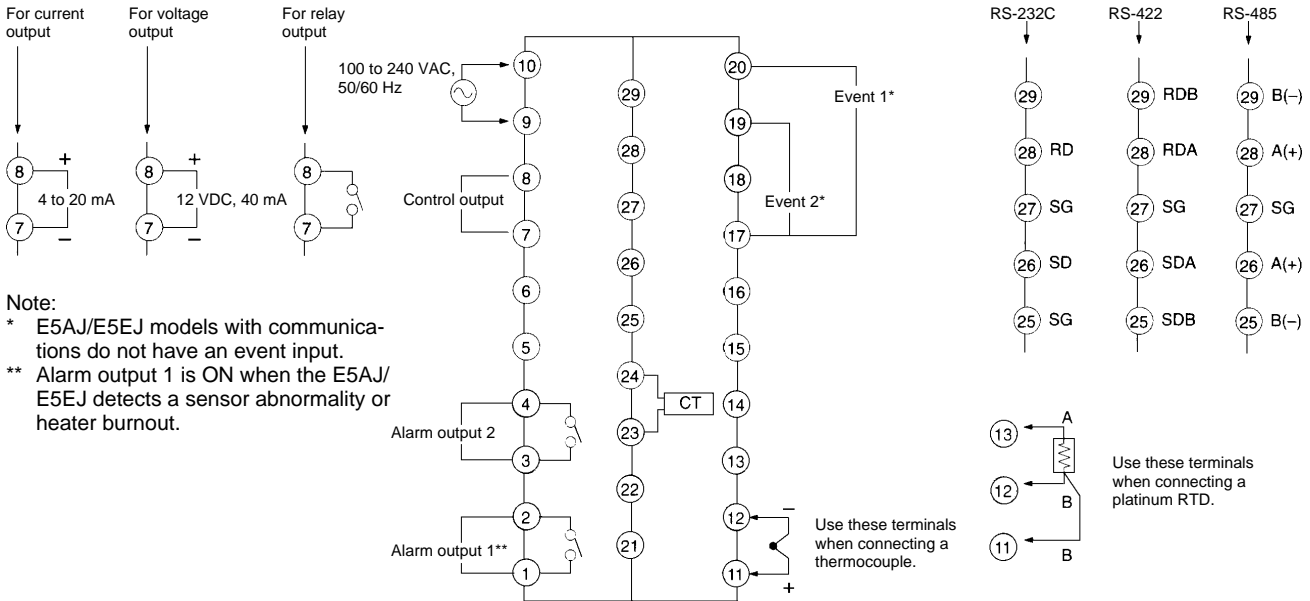 For current
output
For voltage
output
For relay
output
8
+
4 to 20 mA
7
−
8
+
12 VDC, 40 mA
7
−
8
7
Note:
* E5AJ/E5EJ models with communica-
tions do not have an event input.
** Alarm output 1 is ON when the E5AJ/
E5EJ detects a sensor abnormality or
heater burnout.
100 to 240 VAC,
50/60 Hz
10
9
8
Control output
7
6
5
4
Alarm output 2
3
2
Alarm output 1**
1
29
28
27
26
25
24
CT
23
22
21
20
Event 1*
19
18
Event 2*
17
16
15
14
13
12
−
11
+
Use these terminals
when connecting a
thermocouple.
RS-232C
29
28 RD
27 SG
26 SD
25 SG
RS-422
29 RDB
28 RDA
27 SG
26 SDA
25 SDB
RS-485
29 B(−)
28 A(+)
27 SG
26 A(+)
25 B(−)
13
A
12
B
11
B
Use these terminals
when connecting a
platinum RTD.